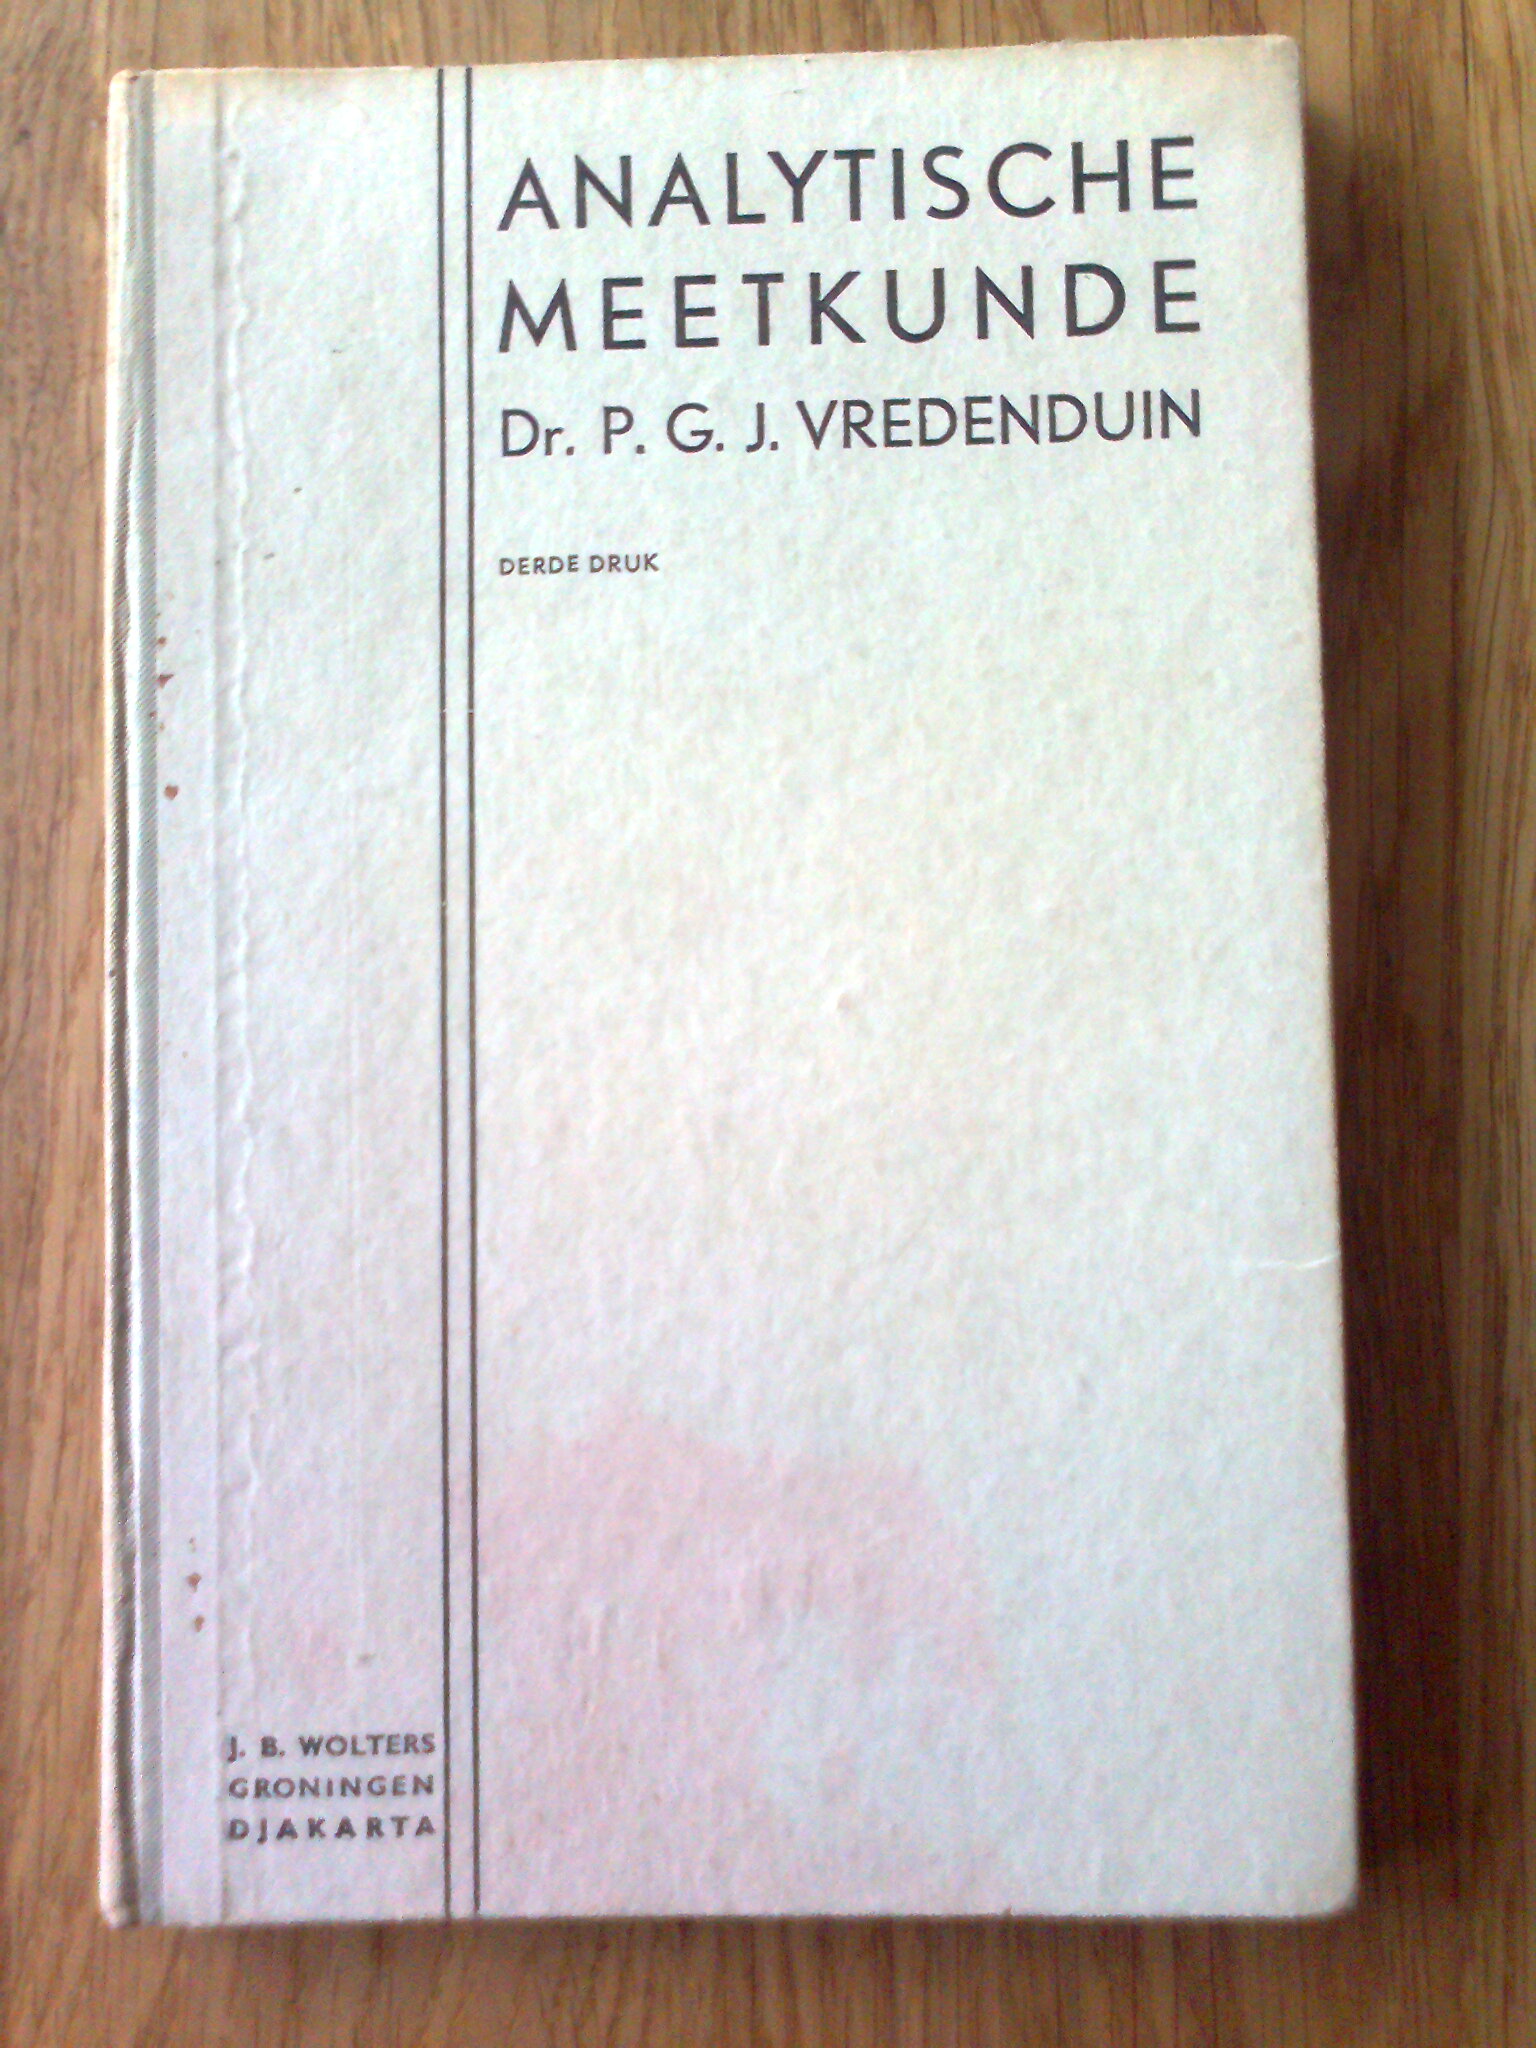 ANALYTISCHE
MEETKUNDE
Dr. P. G. J. VREDENDUIN
DERDE DRUK
J. B. WOLTERS
GRONINGEN
DJAKARTA